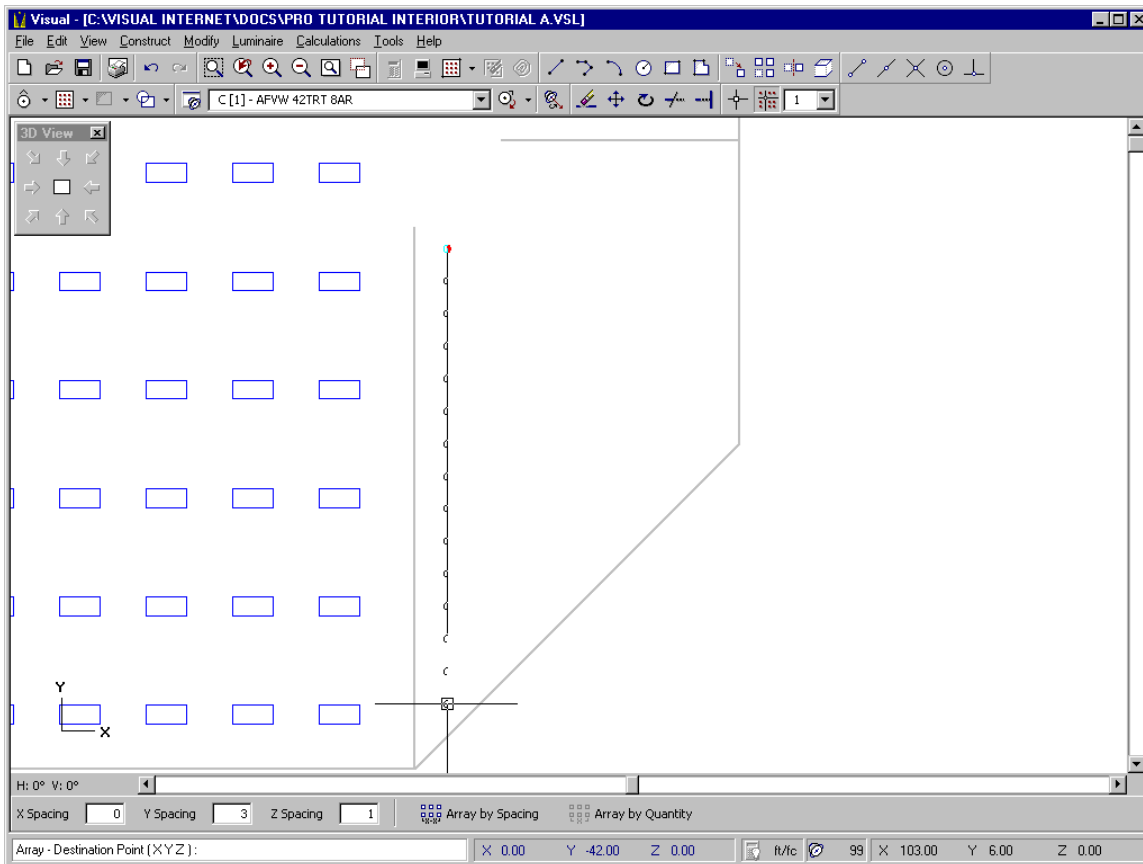 Visual - [C:\VISUAL INTERNET\DOCS\PRO TUTORIAL INTERIOR\TUTORIAL A.VSL]
File Edit View Construct Modify Luminaire Calculations Tools Help
C [1] - AFVW 42TRT 8AR
1
3D View
Y
X
H: 0° V: 0°
X Spacing 0 Y Spacing 3 Z Spacing 1 Array by Spacing Array by Quantity
Array - Destination Point ( X Y Z ) : X 0.00 Y -42.00 Z 0.00 ft/fc 99 X 103.00 Y 6.00 Z 0.00